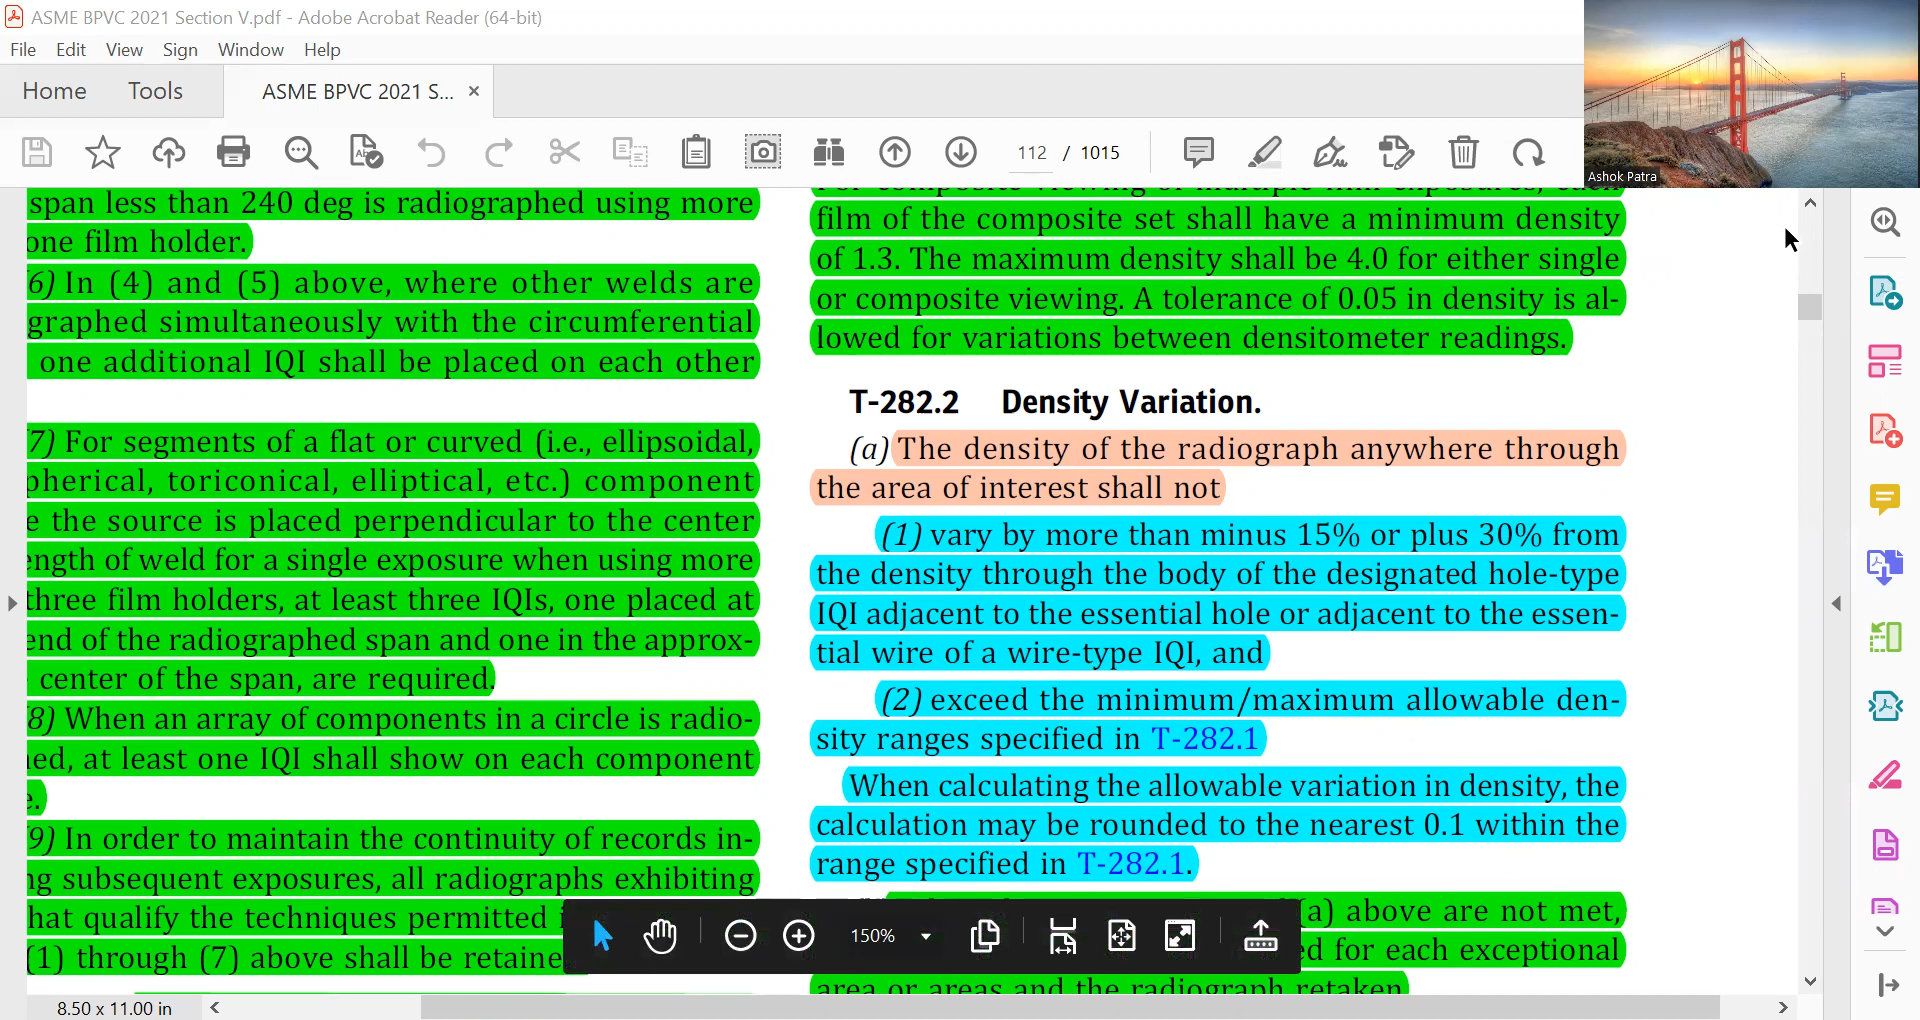 ASME BPVC 2021 Section V.pdf - Adobe Acrobat Reader (64-bit)
File Edit View Sign Window Help
Home Tools ASME BPVC 2021 S... ×
112 / 1015
Ashok Patra
span less than 240 deg is radiographed using more
one film holder.
6) In (4) and (5) above, where other welds are
graphed simultaneously with the circumferential
one additional IQI shall be placed on each other
7) For segments of a flat or curved (i.e., ellipsoidal,
pherical, toriconical, elliptical, etc.) component
e the source is placed perpendicular to the center
ength of weld for a single exposure when using more
three film holders, at least three IQIs, one placed at
end of the radiographed span and one in the approx-
center of the span, are required.
8) When an array of components in a circle is radio-
ed, at least one IQI shall show on each component
e.
9) In order to maintain the continuity of records in-
g subsequent exposures, all radiographs exhibiting
hat qualify the techniques permitted
(1) through (7) above shall be retaine
film of the composite set shall have a minimum density
of 1.3. The maximum density shall be 4.0 for either single
or composite viewing. A tolerance of 0.05 in density is al-
lowed for variations between densitometer readings.
T-282.2 Density Variation.
(a) The density of the radiograph anywhere through
the area of interest shall not
(1) vary by more than minus 15% or plus 30% from
the density through the body of the designated hole-type
IQI adjacent to the essential hole or adjacent to the essen-
tial wire of a wire-type IQI, and
(2) exceed the minimum/maximum allowable den-
sity ranges specified in T-282.1
When calculating the allowable variation in density, the
calculation may be rounded to the nearest 0.1 within the
range specified in T-282.1.
(a) above are not met,
ed for each exceptional
area or areas and the radiograph retaken
150%
8.50 x 11.00 in